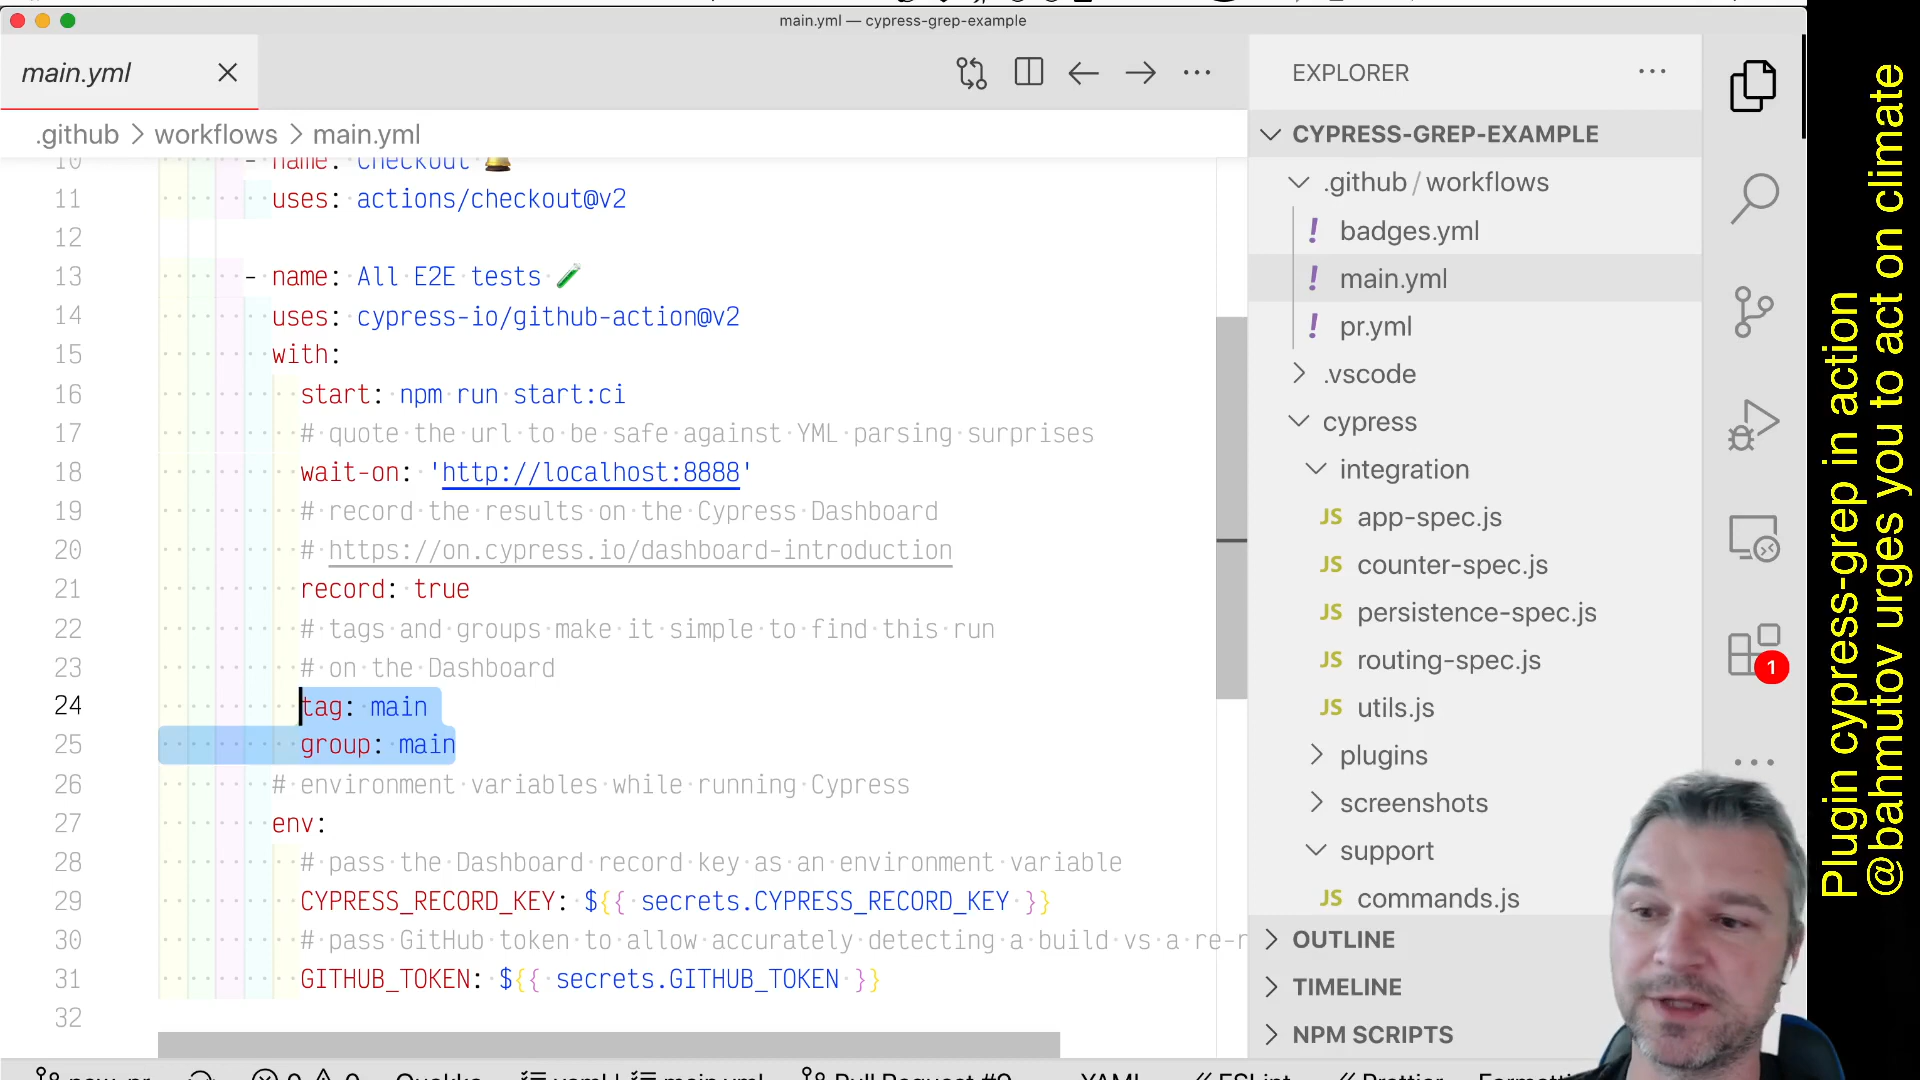 main.yml — cypress-grep-example
main.yml
EXPLORER
.github > workflows > main.yml
CYPRESS-GREP-EXAMPLE
10 - name: Checkout 🛎
11 uses: actions/checkout@v2
12
13 - name: All E2E tests 🧪
14 uses: cypress-io/github-action@v2
15 with:
16 start: npm run start:ci
17 # quote the url to be safe against YML parsing surprises
18 wait-on: 'http://localhost:8888'
19 # record the results on the Cypress Dashboard
20 # https://on.cypress.io/dashboard-introduction
21 record: true
22 # tags and groups make it simple to find this run
23 # on the Dashboard
24 tag: main
25 group: main
26 # environment variables while running Cypress
27 env:
28 # pass the Dashboard record key as an environment variable
29 CYPRESS_RECORD_KEY: ${{ secrets.CYPRESS_RECORD_KEY }}
30 # pass GitHub token to allow accurately detecting a build vs a re-r
31 GITHUB_TOKEN: ${{ secrets.GITHUB_TOKEN }}
32
.github / workflows
! badges.yml
! main.yml
! pr.yml
.vscode
cypress
integration
JS app-spec.js
JS counter-spec.js
JS persistence-spec.js
JS routing-spec.js
JS utils.js
plugins
screenshots
support
JS commands.js
OUTLINE
TIMELINE
NPM SCRIPTS
1
Plugin cypress-grep in action
@bahmutov urges you to act on climate